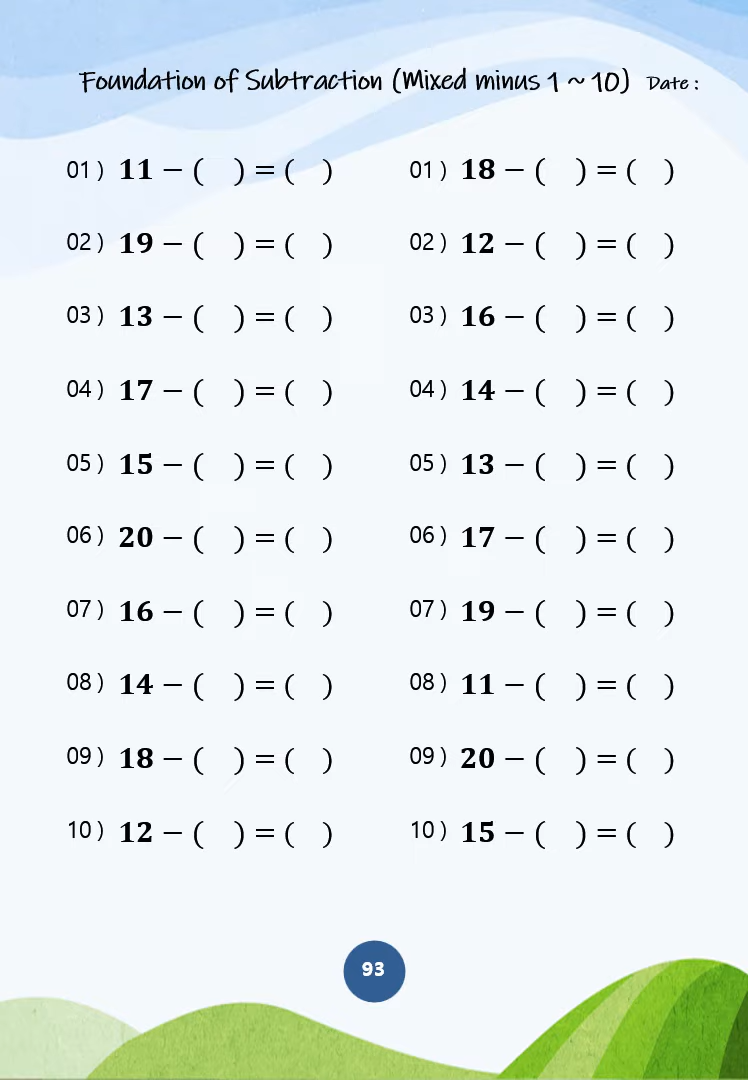 Foundation of Subtraction (Mixed minus 1 ~ 10) Date :
01) 11 − ( ) = ( ) 01) 18 − ( ) = ( )
02) 19 − ( ) = ( ) 02) 12 − ( ) = ( )
03) 13 − ( ) = ( ) 03) 16 − ( ) = ( )
04) 17 − ( ) = ( ) 04) 14 − ( ) = ( )
05) 15 − ( ) = ( ) 05) 13 − ( ) = ( )
06) 20 − ( ) = ( ) 06) 17 − ( ) = ( )
07) 16 − ( ) = ( ) 07) 19 − ( ) = ( )
08) 14 − ( ) = ( ) 08) 11 − ( ) = ( )
09) 18 − ( ) = ( ) 09) 20 − ( ) = ( )
10) 12 − ( ) = ( ) 10) 15 − ( ) = ( )
93